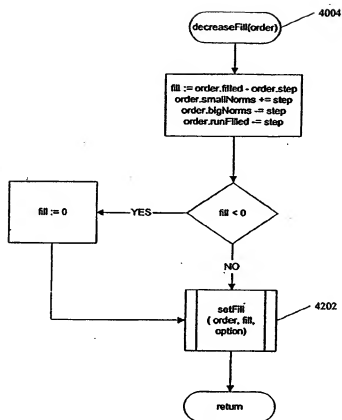 4004
decreaseFill(order)
fill := order.filled - order.step
order.smallNorms += step
order.bigNorms -= step
order.runFilled -= step
fill < 0
YES
fill := 0
NO
4202
setFill
( order, fill,
option)
return